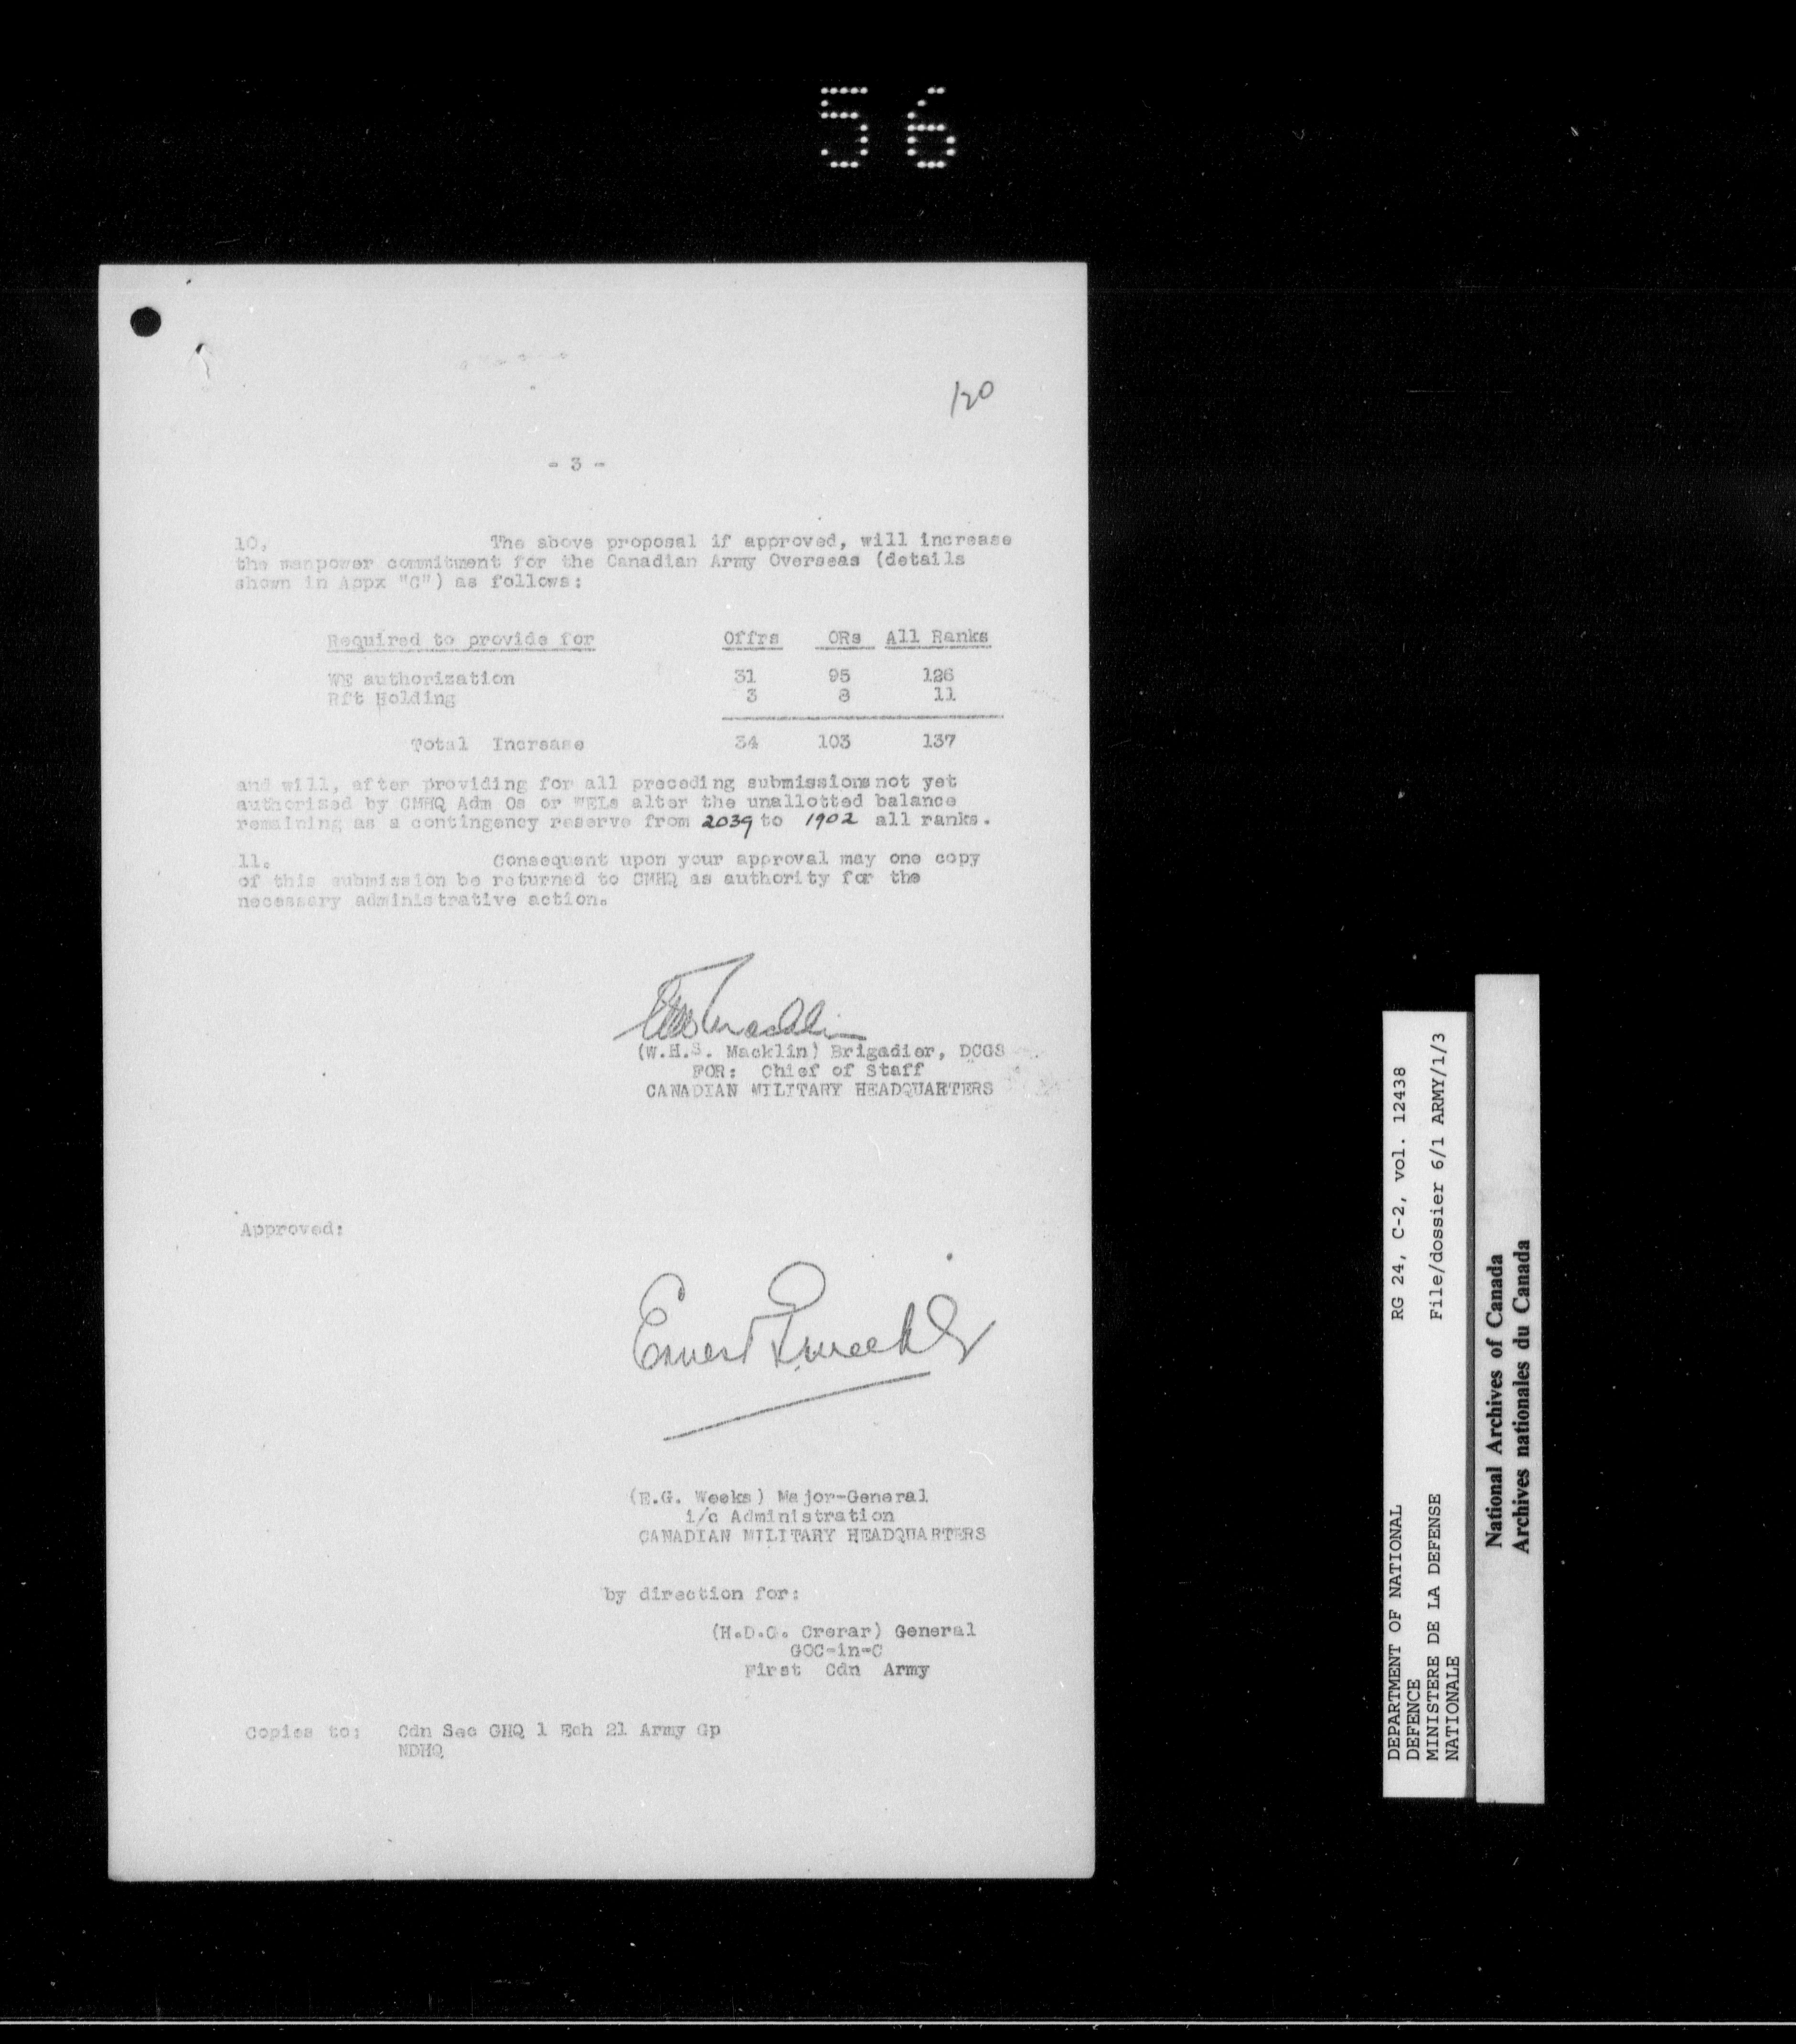 56
120
- 3 -
10. The above proposal if approved, will increase
the manpower commitment for the Canadian Army Overseas (details
shown in Appx "C") as follows:
Required to provide for Offrs ORs All Ranks
WE authorization 31 95 126
Rft Holding 3 8 11
Total Increase 34 103 137
and will, after providing for all preceding submissions not yet
authorized by CMHQ Adm Os or WELs alter the unallotted balance
remaining as a contingency reserve from 2039 to 1902 all ranks.
11. Consequent upon your approval may one copy
of this submission be returned to CMHQ as authority for the
necessary administrative action.
WHS Macklin
(W.H.S. Macklin) Brigadier, DCGS
FOR: Chief of Staff
CANADIAN MILITARY HEADQUARTERS
Approved:
Ernest G Weeks
(E.G. Weeks) Major-General
i/c Administration
CANADIAN MILITARY HEADQUARTERS
by direction for:
(H.D.G. Crerar) General
GOC-in-C
First Cdn Army
Copies to: Cdn Sec GHQ 1 Ech 21 Army Gp
NDHQ
DEPARTMENT OF NATIONAL RG 24, C-2, vol. 12438
DEFENCE
MINISTERE DE LA DEFENSE File/dossier 6/1 ARMY/1/3
NATIONALE
National Archives of Canada
Archives nationales du Canada